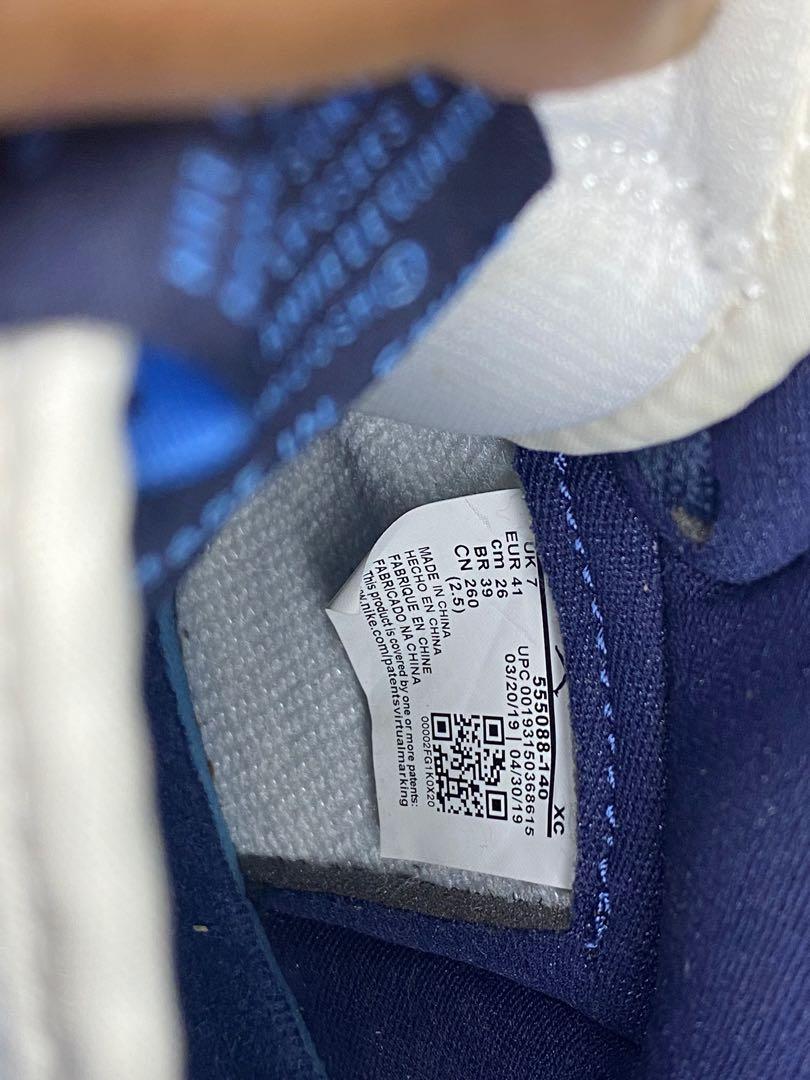 UK 7
EUR 41
cm 26
BR 39
CN 260
(2.5)
MADE IN CHINA
HECHO EN CHINA
FABRIQUE EN CHINE
FABRICADO NA CHINA
This product is covered by one or more patents:
.nike.com/patentsvirtualmarking
555088-140 XC
UPC 00193150368615
03/20/19 | 04/30/19
00002FG1K0X20